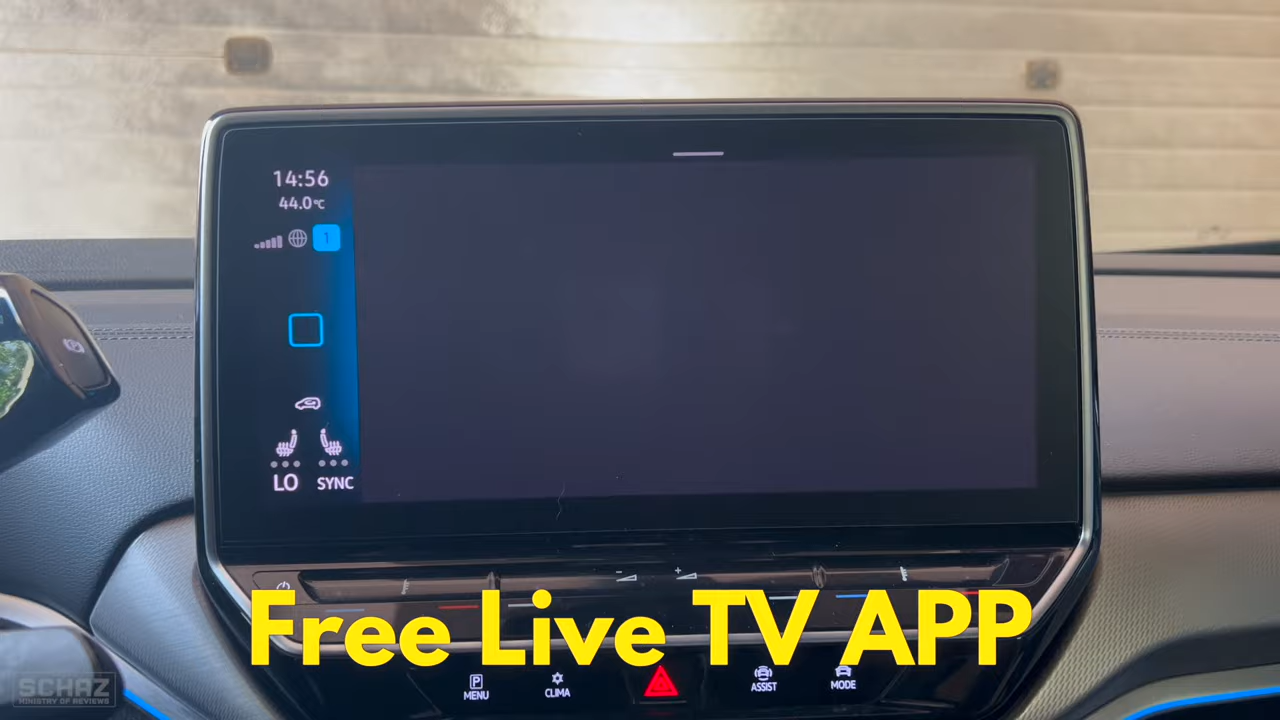 14:56
44.0°C
1
LO SYNC
- +
Free Live TV APP
P
MENU
CLIMA
ASSIST
MODE
SCHAZ
MINISTRY OF REVIEWS